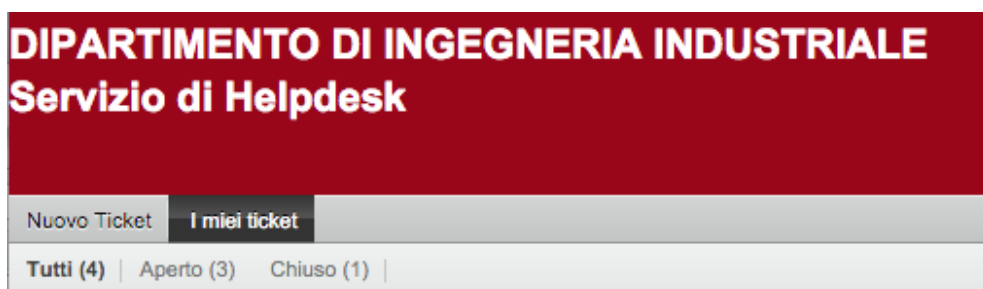 DIPARTIMENTO DI INGEGNERIA INDUSTRIALE
Servizio di Helpdesk
Nuovo Ticket I miei ticket
Tutti (4) | Aperto (3) Chiuso (1) |